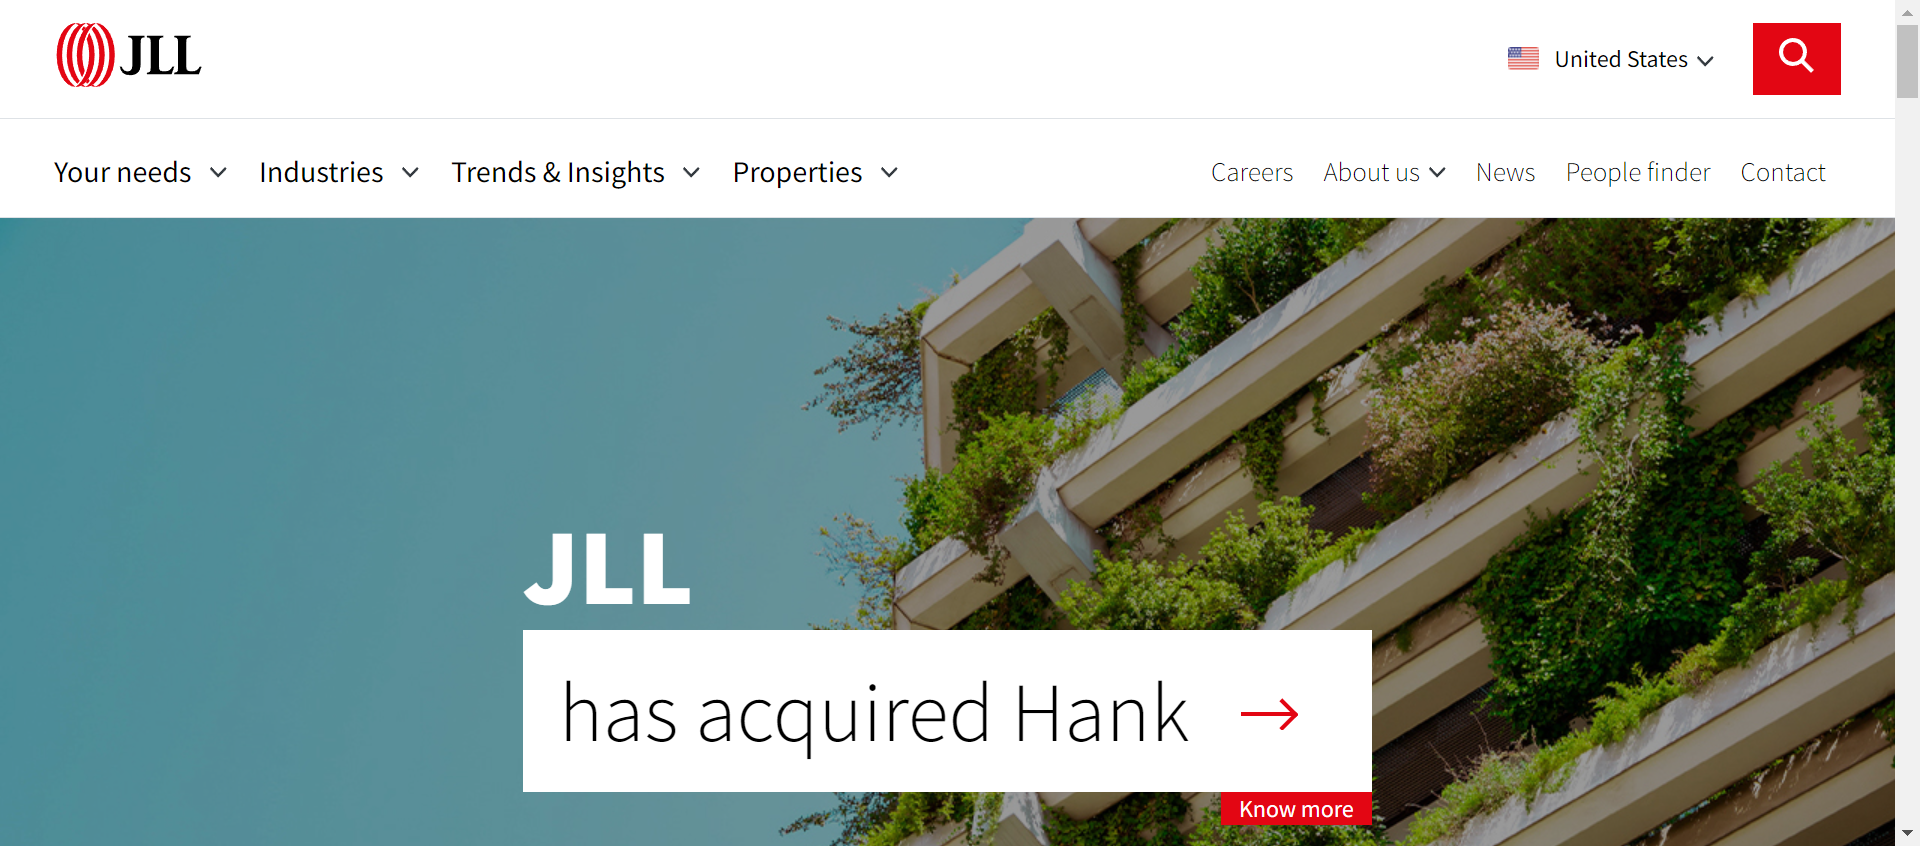 JLL
United States
Your needs Industries Trends & Insights Properties Careers About us News People finder Contact
JLL
has acquired Hank
Know more